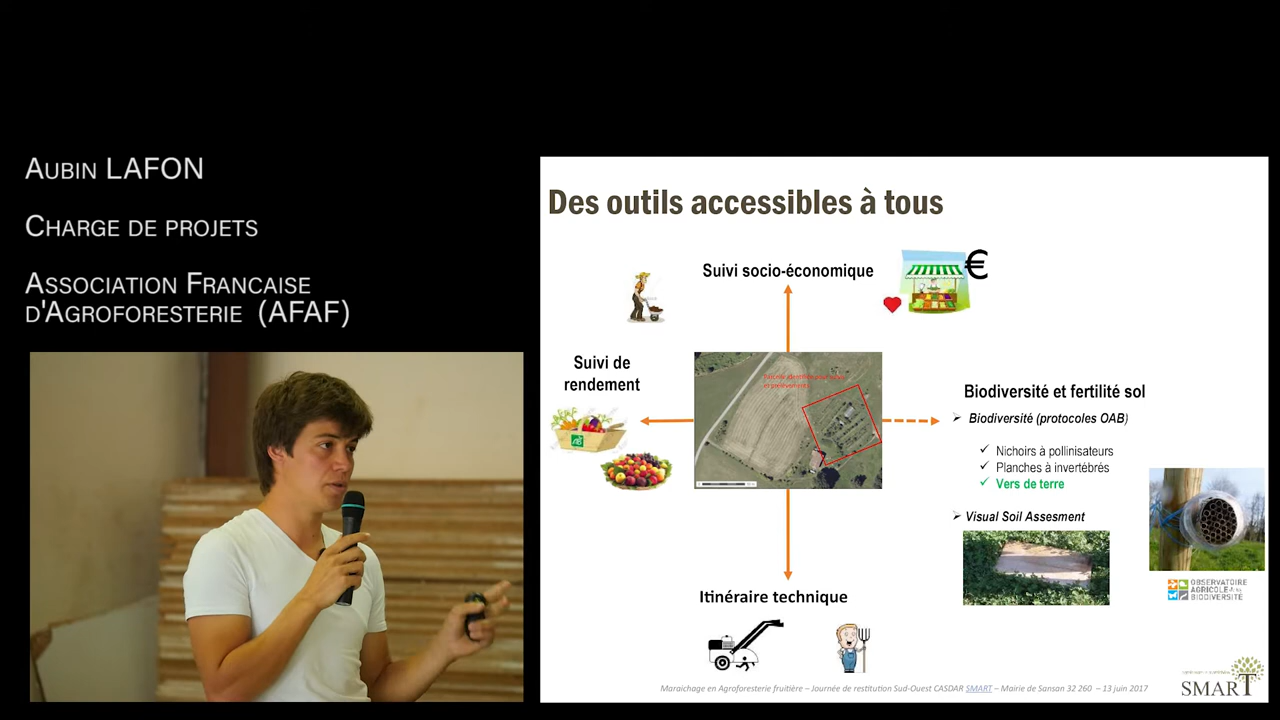 AUBIN LAFON
CHARGE DE PROJETS
ASSOCIATION FRANCAISE
D'AGROFORESTERIE (AFAF)
Des outils accessibles à tous
Suivi socio-économique
€
Suivi de
rendement
AB
Biodiversité et fertilité sol
Biodiversité (protocoles OAB)
Nichoirs à pollinisateurs
Planches à invertébrés
Vers de terre
Visual Soil Assesment
OBSERVATOIRE
AGRICOLE DE LA
BIODIVERSITÉ
Itinéraire technique
Maraichage en Agroforesterie fruitière – Journée de restitution Sud-Ouest CASDAR SMART – Mairie de Sansan 32 260 – 13 juin 2017
SMART